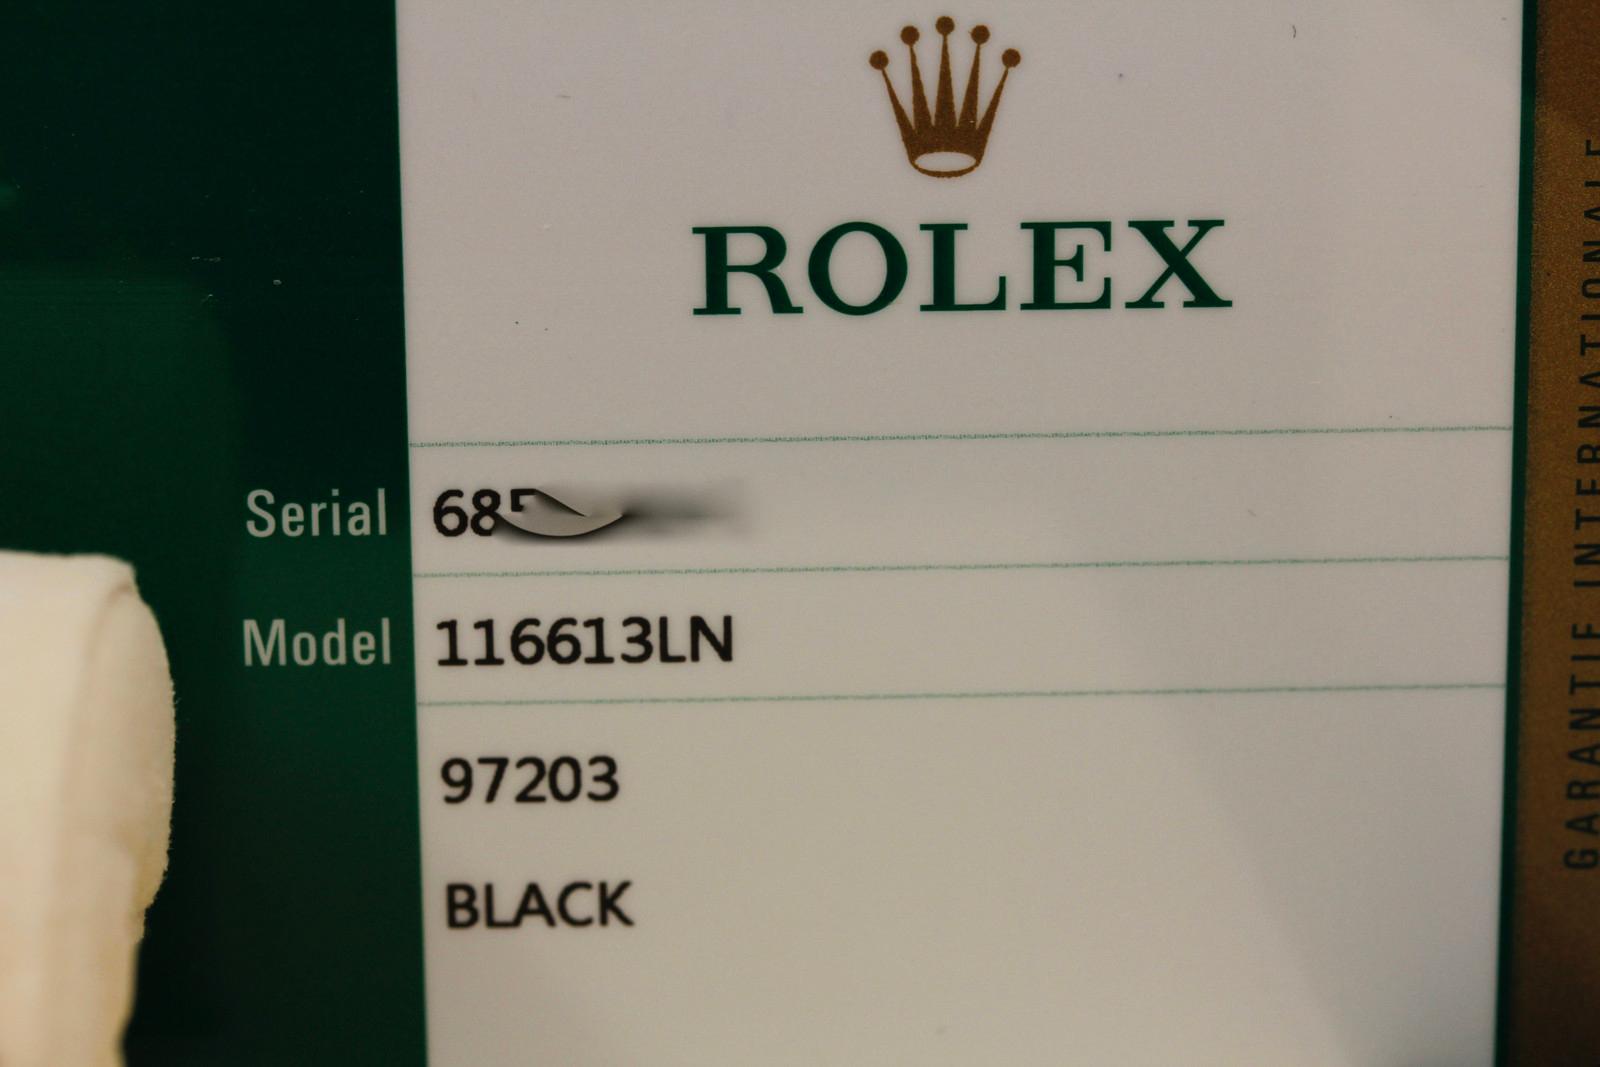 ROLEX
Serial 68
Model 116613LN
97203
BLACK
GARANTIE INTERNATIONALE